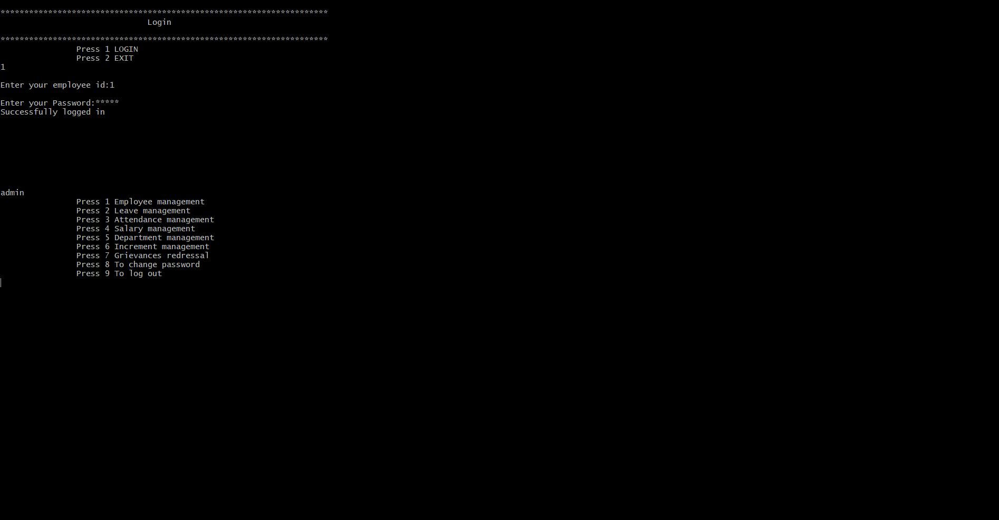 *********************************************************************
Login
*********************************************************************
Press 1 LOGIN
Press 2 EXIT
1
Enter your employee id:1
Enter your Password:*****
Successfully logged in
admin
Press 1 Employee management
Press 2 Leave management
Press 3 Attendance management
Press 4 Salary management
Press 5 Department management
Press 6 Increment management
Press 7 Grievances redressal
Press 8 To change password
Press 9 To log out